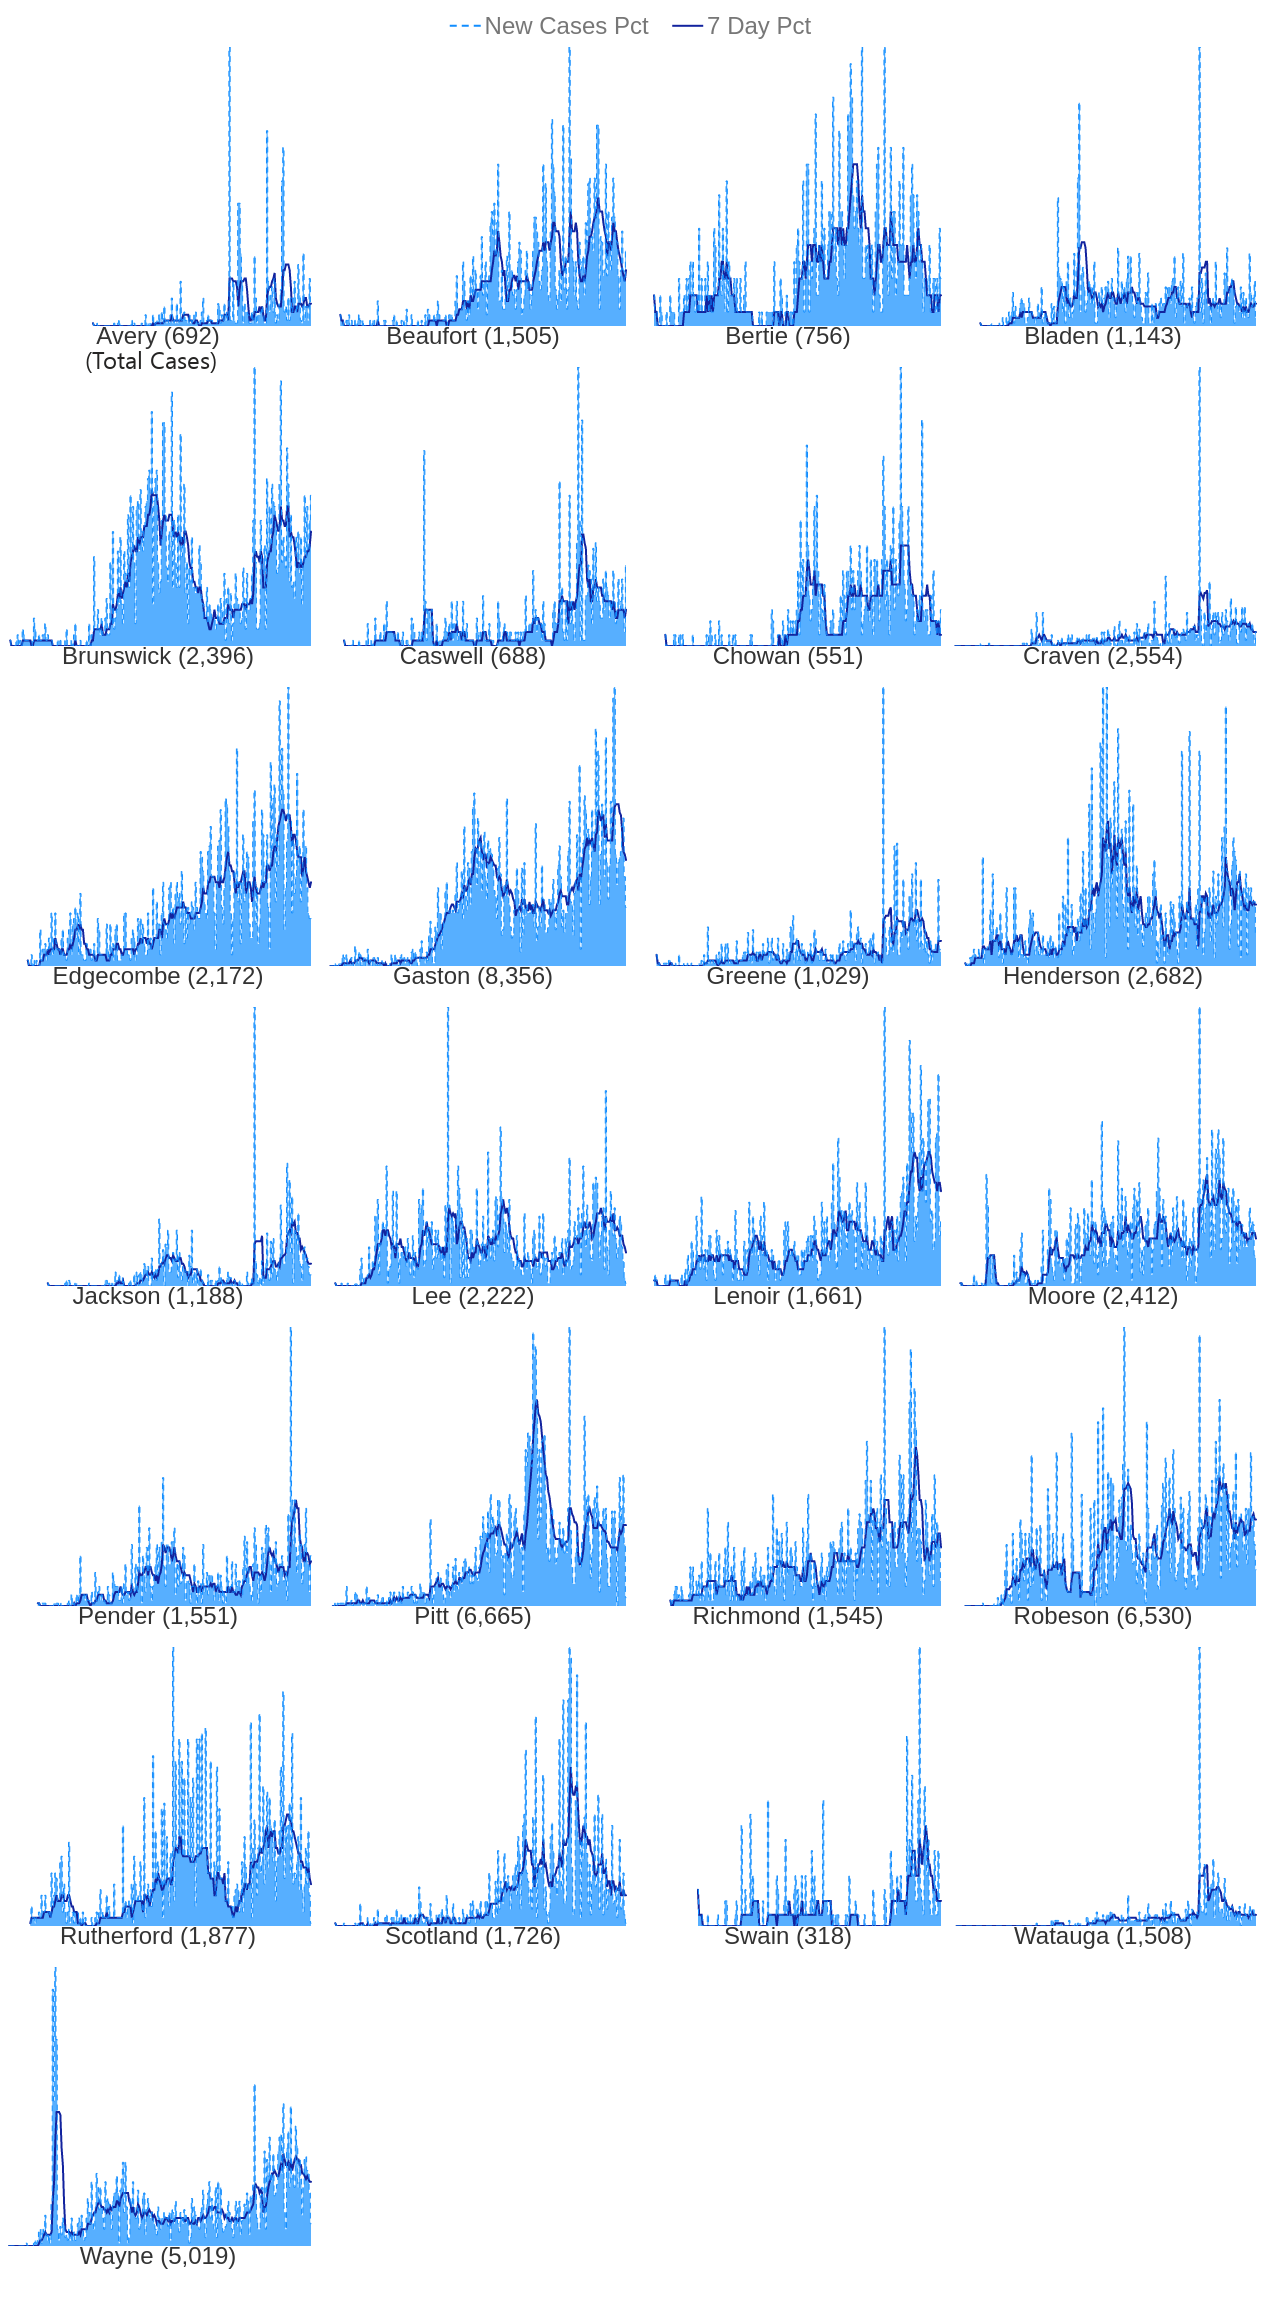 New Cases Pct 7 Day Pct
Avery (692) Beaufort (1,505) Bertie (756) Bladen (1,143)
(Total Cases)
Brunswick (2,396) Caswell (688) Chowan (551) Craven (2,554)
Edgecombe (2,172) Gaston (8,356) Greene (1,029) Henderson (2,682)
Jackson (1,188) Lee (2,222) Lenoir (1,661) Moore (2,412)
Pender (1,551) Pitt (6,665) Richmond (1,545) Robeson (6,530)
Rutherford (1,877) Scotland (1,726) Swain (318) Watauga (1,508)
Wayne (5,019)